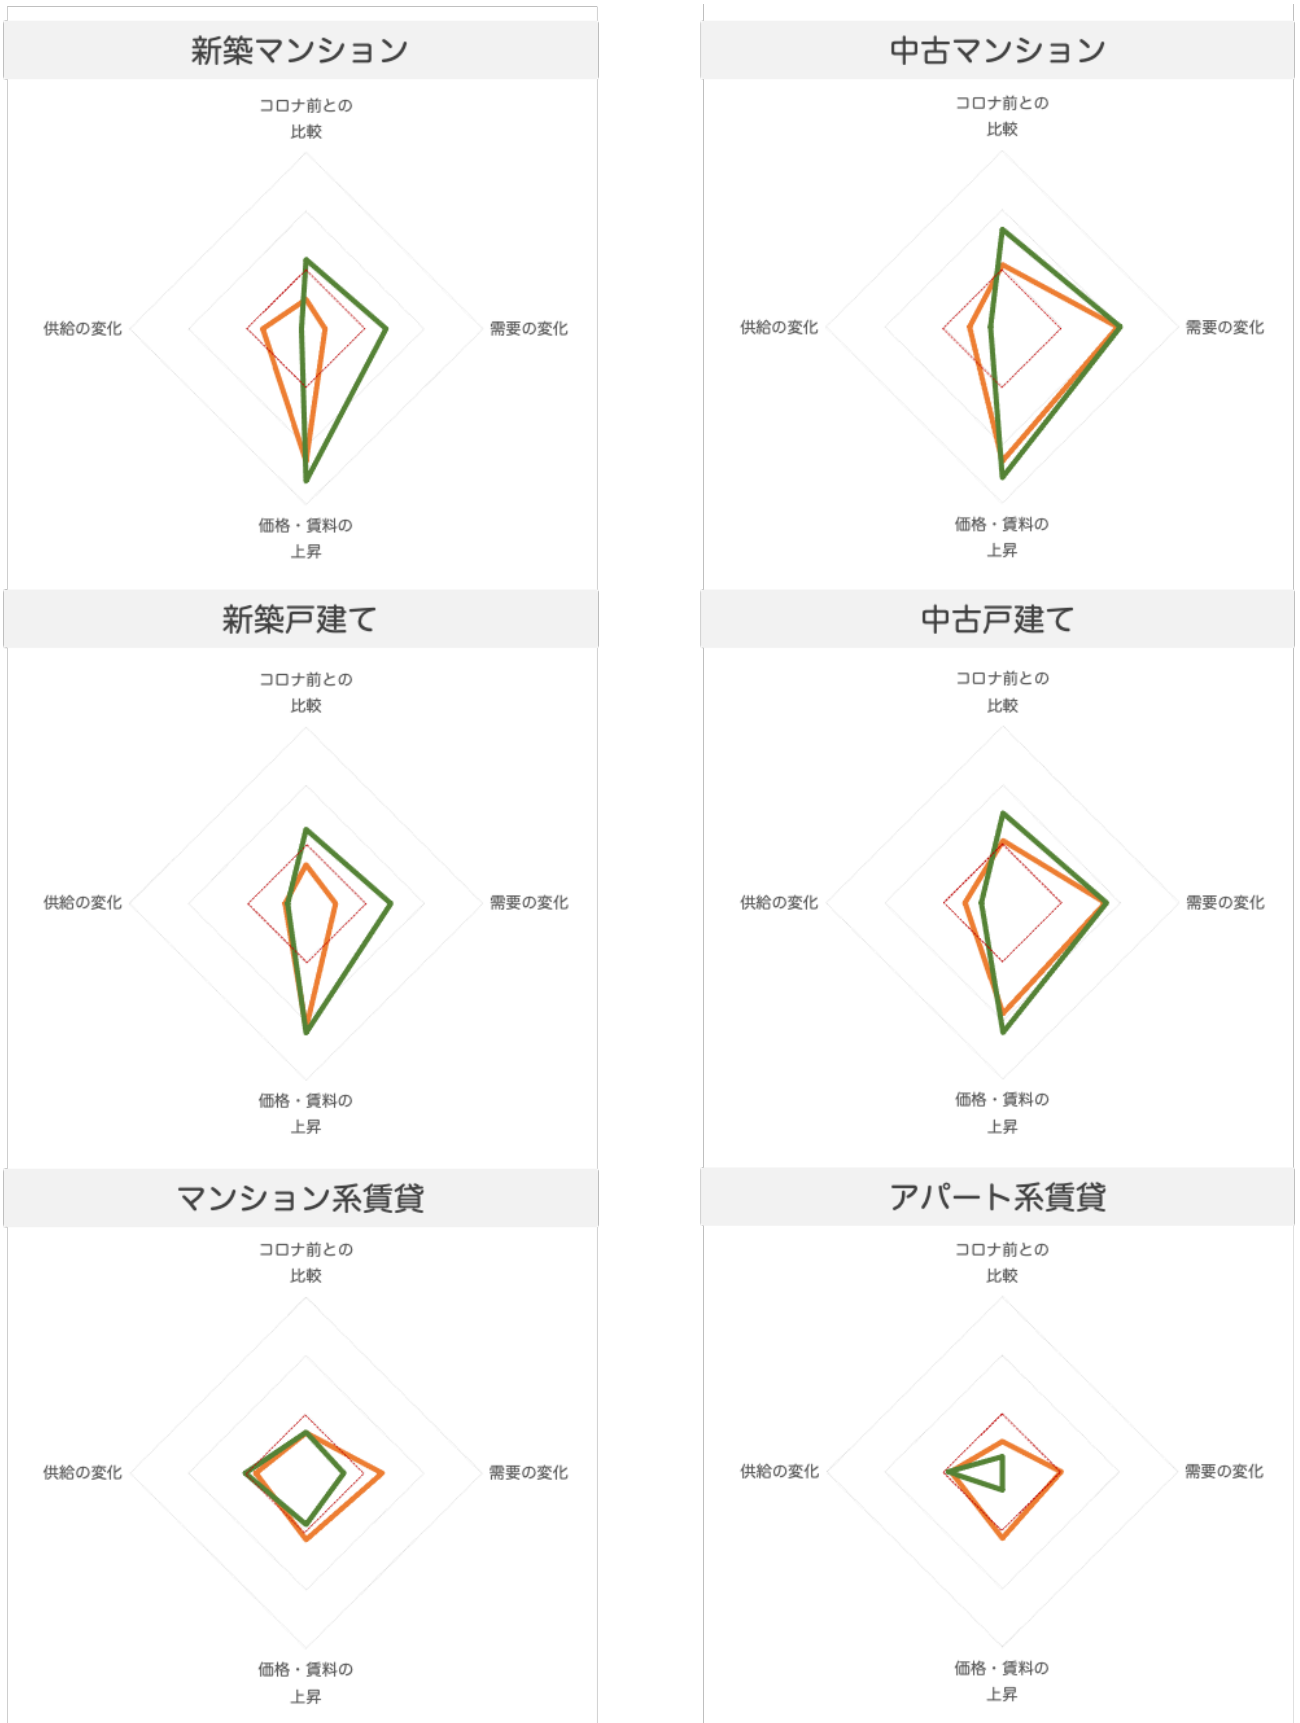 新築マンション
コロナ前との
比較
供給の変化
需要の変化
価格・賃料の
上昇
中古マンション
コロナ前との
比較
供給の変化
需要の変化
価格・賃料の
上昇
新築戸建て
コロナ前との
比較
供給の変化
需要の変化
価格・賃料の
上昇
中古戸建て
コロナ前との
比較
供給の変化
需要の変化
価格・賃料の
上昇
マンション系賃貸
コロナ前との
比較
供給の変化
需要の変化
価格・賃料の
上昇
アパート系賃貸
コロナ前との
比較
供給の変化
需要の変化
価格・賃料の
上昇